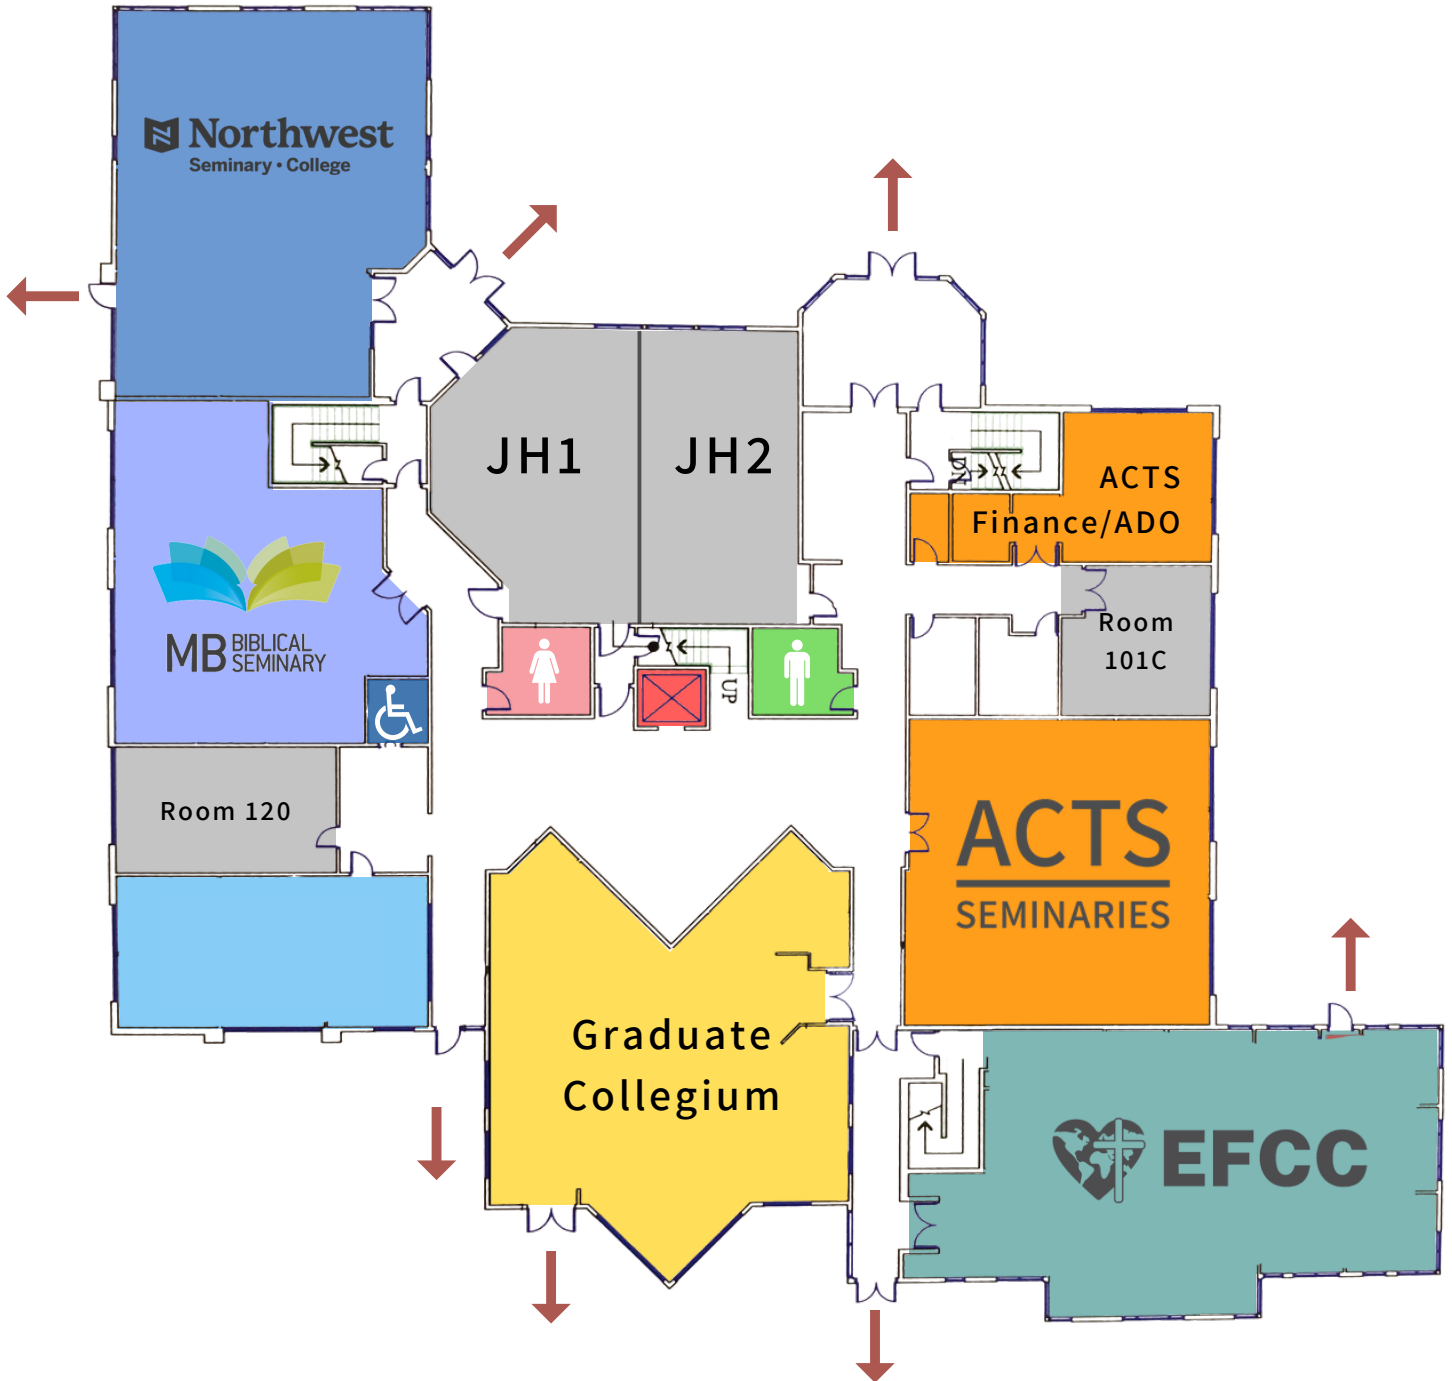 Northwest
Seminary • College
JH1
JH2
DN
ACTS
Finance/ADO
MB BIBLICAL
SEMINARY
Room
101C
UP
Room 120
ACTS
SEMINARIES
Graduate
Collegium
EFCC